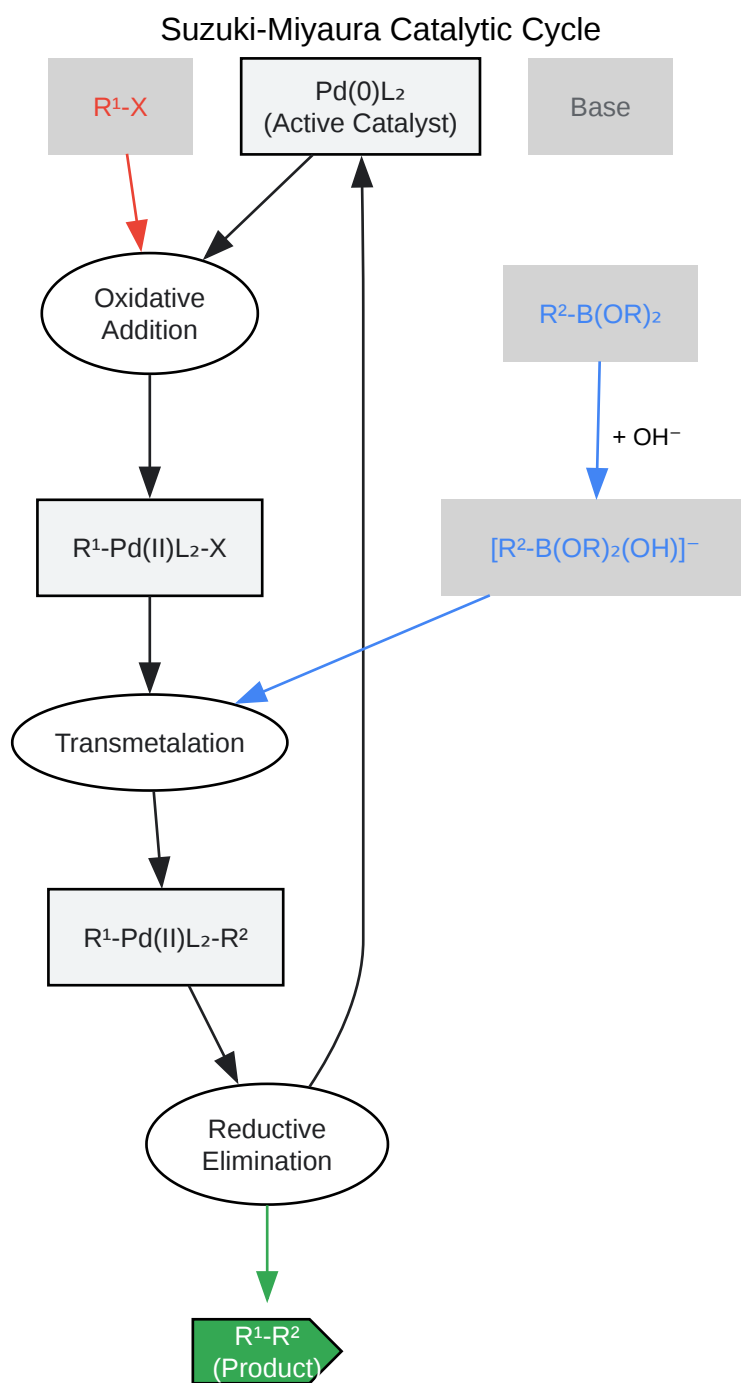 Suzuki-Miyaura Catalytic Cycle
R¹-X
Pd(0)L₂
(Active Catalyst)
Base
Oxidative
Addition
R²-B(OR)₂
+ OH⁻
R¹-Pd(II)L₂-X
[R²-B(OR)₂(OH)]⁻
Transmetalation
R¹-Pd(II)L₂-R²
Reductive
Elimination
R¹-R²
(Product)